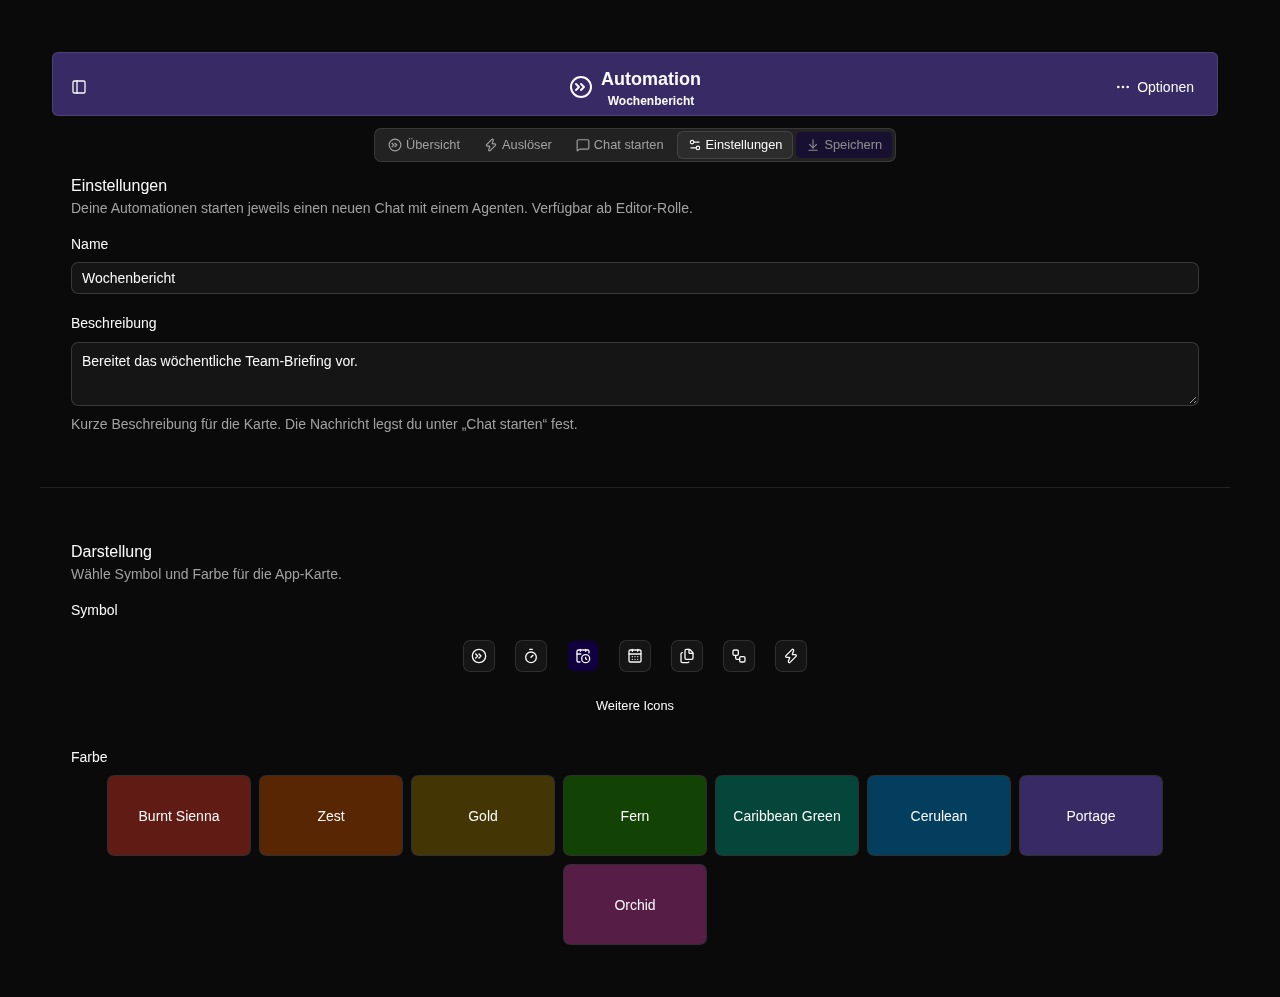 Automation
Wochenbericht
Optionen
Übersicht
Auslöser
Chat starten
Einstellungen
Speichern
Einstellungen
Deine Automationen starten jeweils einen neuen Chat mit einem Agenten. Verfügbar ab Editor-Rolle.
Name
Wochenbericht
Beschreibung
Bereitet das wöchentliche Team-Briefing vor.
Kurze Beschreibung für die Karte. Die Nachricht legst du unter „Chat starten“ fest.
Darstellung
Wähle Symbol und Farbe für die App-Karte.
Symbol
Weitere Icons
Farbe
Burnt Sienna
Zest
Gold
Fern
Caribbean Green
Cerulean
Portage
Orchid